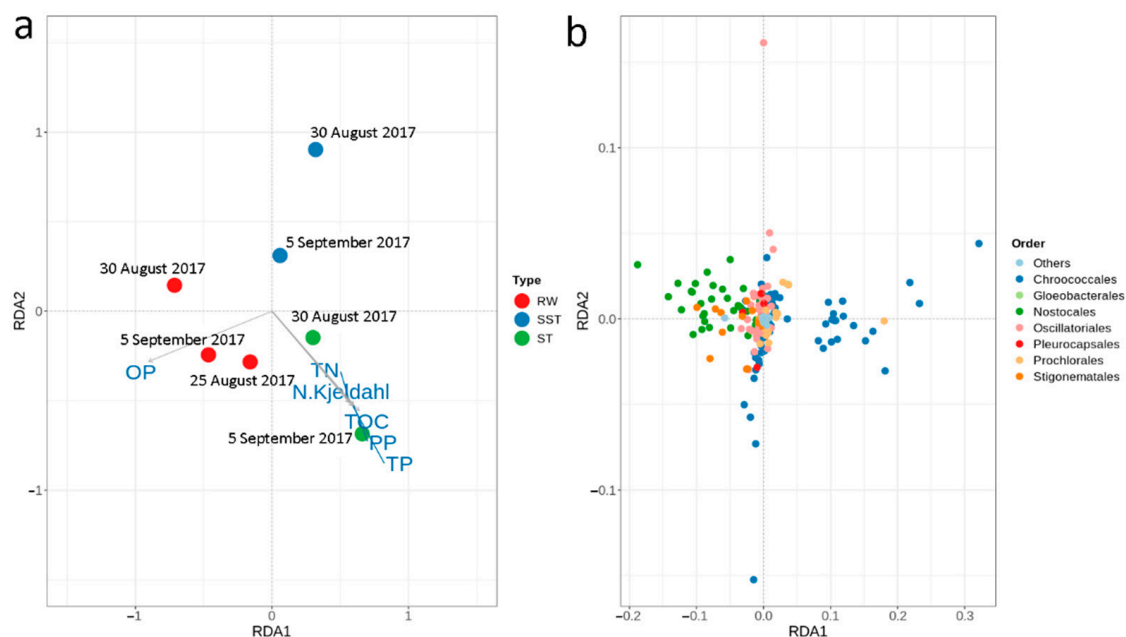 a
30 August 2017
5 September 2017
30 August 2017
30 August 2017
5 September 2017
25 August 2017
OP
TN
N.Kjeldahl
TOC
PP
5 September 2017
TP
1
0
−1
RDA2
−1
0
1
RDA1
Type
RW
SST
ST
b
0.1
0.0
−0.1
RDA2
−0.2
−0.1
0.0
0.1
0.2
0.3
RDA1
Order
Others
Chroococcales
Gloeobacterales
Nostocales
Oscillatoriales
Pleurocapsales
Prochlorales
Stigonematales